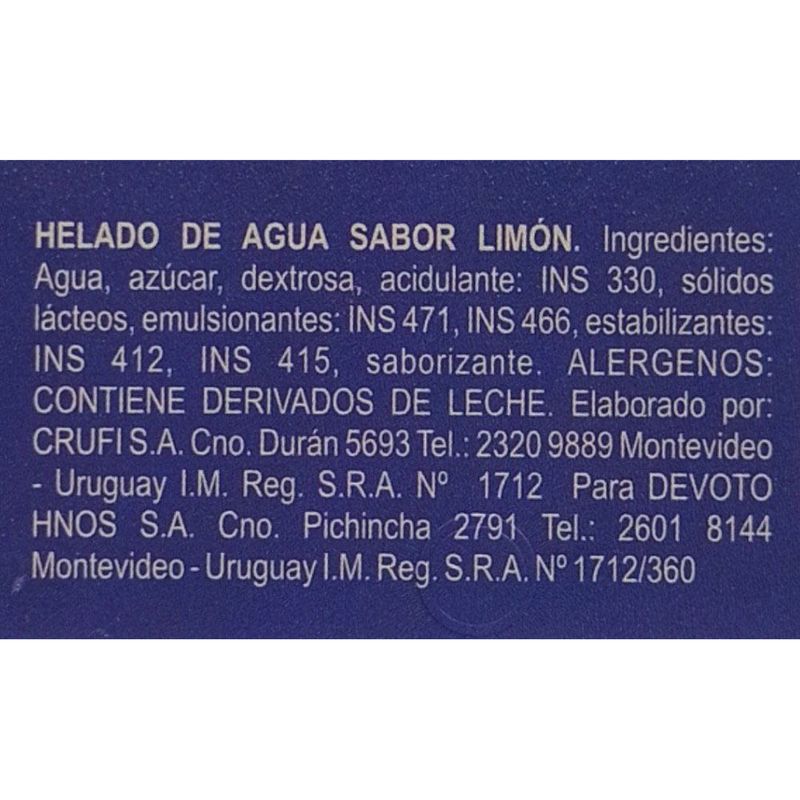 HELADO DE AGUA SABOR LIMÓN. Ingredientes:
Agua, azúcar, dextrosa, acidulante: INS 330, sólidos
lácteos, emulsionantes: INS 471, INS 466, estabilizantes:
INS 412, INS 415, saborizante. ALERGENOS:
CONTIENE DERIVADOS DE LECHE. Elaborado por:
CRUFI S.A. Cno. Durán 5693 Tel.: 2320 9889 Montevideo
- Uruguay I.M. Reg. S.R.A. Nº 1712 Para DEVOTO
HNOS S.A. Cno. Pichincha 2791 Tel.: 2601 8144
Montevideo - Uruguay I.M. Reg. S.R.A. Nº 1712/360